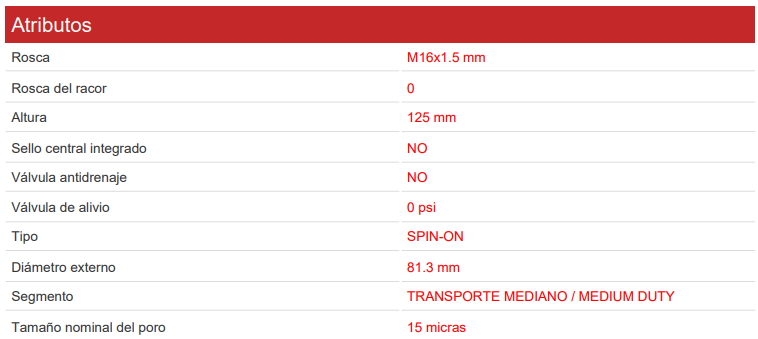 Atributos
Rosca M16x1.5 mm
Rosca del racor 0
Altura 125 mm
Sello central integrado NO
Válvula antidrenaje NO
Válvula de alivio 0 psi
Tipo SPIN-ON
Diámetro externo 81.3 mm
Segmento TRANSPORTE MEDIANO / MEDIUM DUTY
Tamaño nominal del poro 15 micras